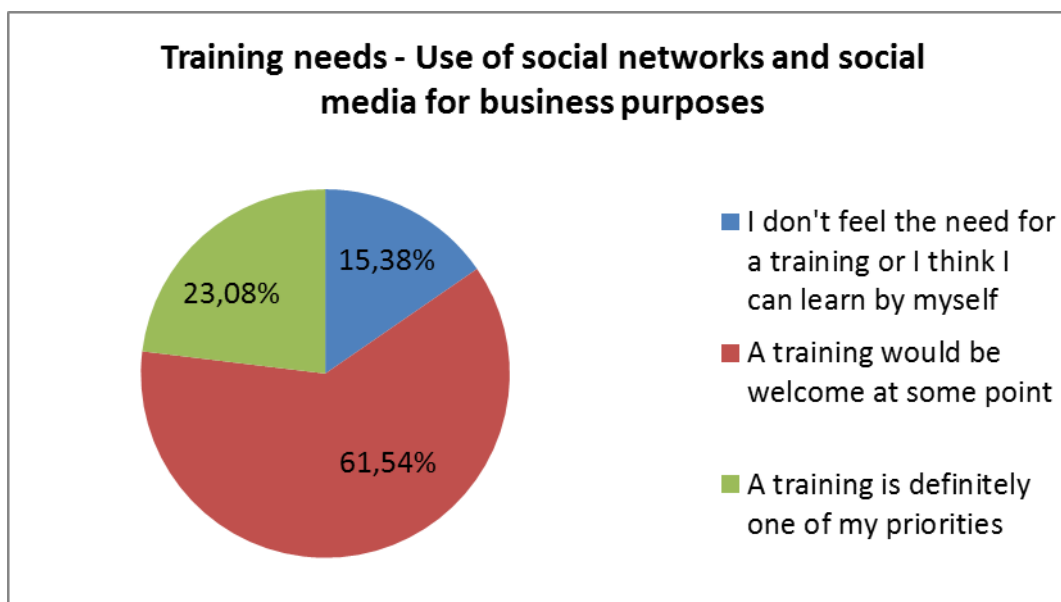 Training needs - Use of social networks and social
media for business purposes
15,38%
23,08%
61,54%
I don't feel the need for
a training or I think I
can learn by myself
A training would be
welcome at some point
A training is definitely
one of my priorities